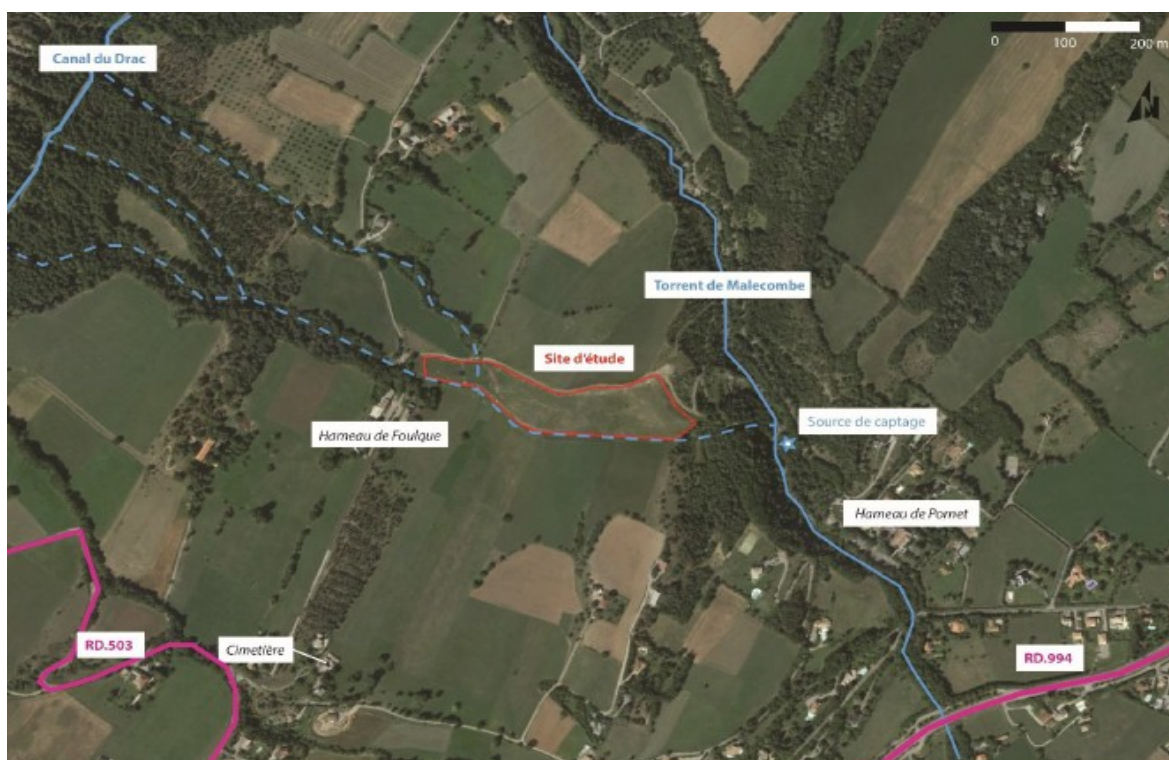 Canal du Drac
0 100 200 m
N
Torrent de Malecombe
Site d'étude
Source de captage
Hameau de Foulque
Hameau de Pornet
RD.503
Cimetière
RD.994